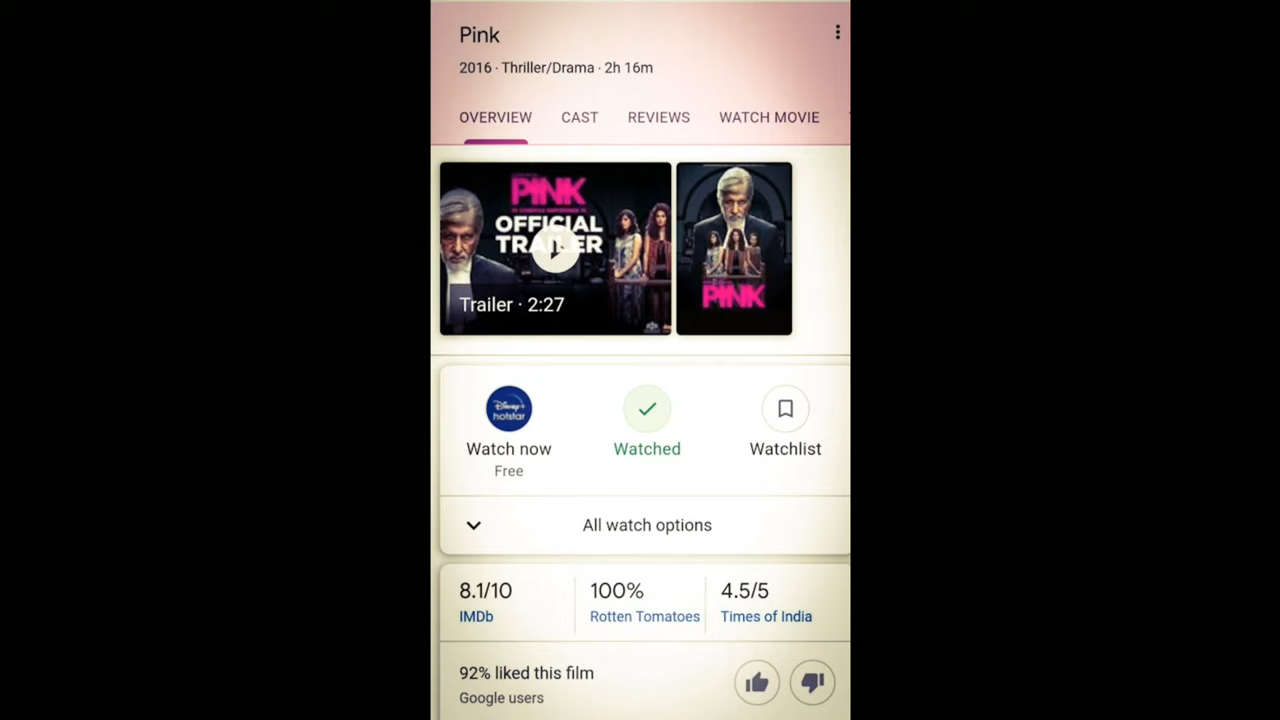 Pink
2016 · Thriller/Drama · 2h 16m
OVERVIEW CAST REVIEWS WATCH MOVIE
PINK
OFFICIAL
TRAILER
Trailer · 2:27
PINK
Disney+
hotstar
Watch now
Free
Watched
Watchlist
All watch options
8.1/10
IMDb
100%
Rotten Tomatoes
4.5/5
Times of India
92% liked this film
Google users